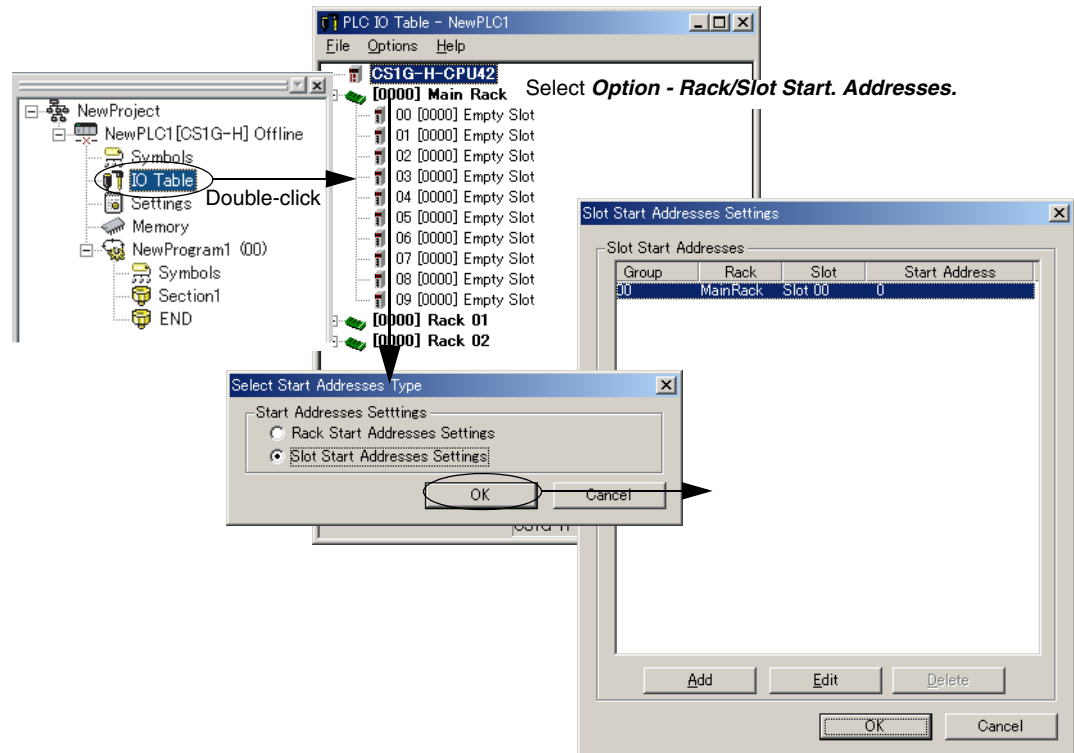 PLC IO Table - NewPLC1
File Options Help
CS1G-H-CPU42
[0000] Main Rack
00 [0000] Empty Slot
01 [0000] Empty Slot
02 [0000] Empty Slot
03 [0000] Empty Slot
04 [0000] Empty Slot
05 [0000] Empty Slot
06 [0000] Empty Slot
07 [0000] Empty Slot
08 [0000] Empty Slot
09 [0000] Empty Slot
[0000] Rack 01
[0000] Rack 02
Select Option - Rack/Slot Start. Addresses.
NewProject
NewPLC1[CS1G-H] Offline
Symbols
IO Table
Double-click
Settings
Memory
NewProgram1 (00)
Symbols
Section1
END
Select Start Addresses Type
Start Addresses Setttings
Rack Start Addresses Settings
Slot Start Addresses Settings
OK Cancel
CS1G-H
Slot Start Addresses Settings
Slot Start Addresses
Group Rack Slot Start Address
00 MainRack Slot 00 0
Add Edit Delete
OK Cancel